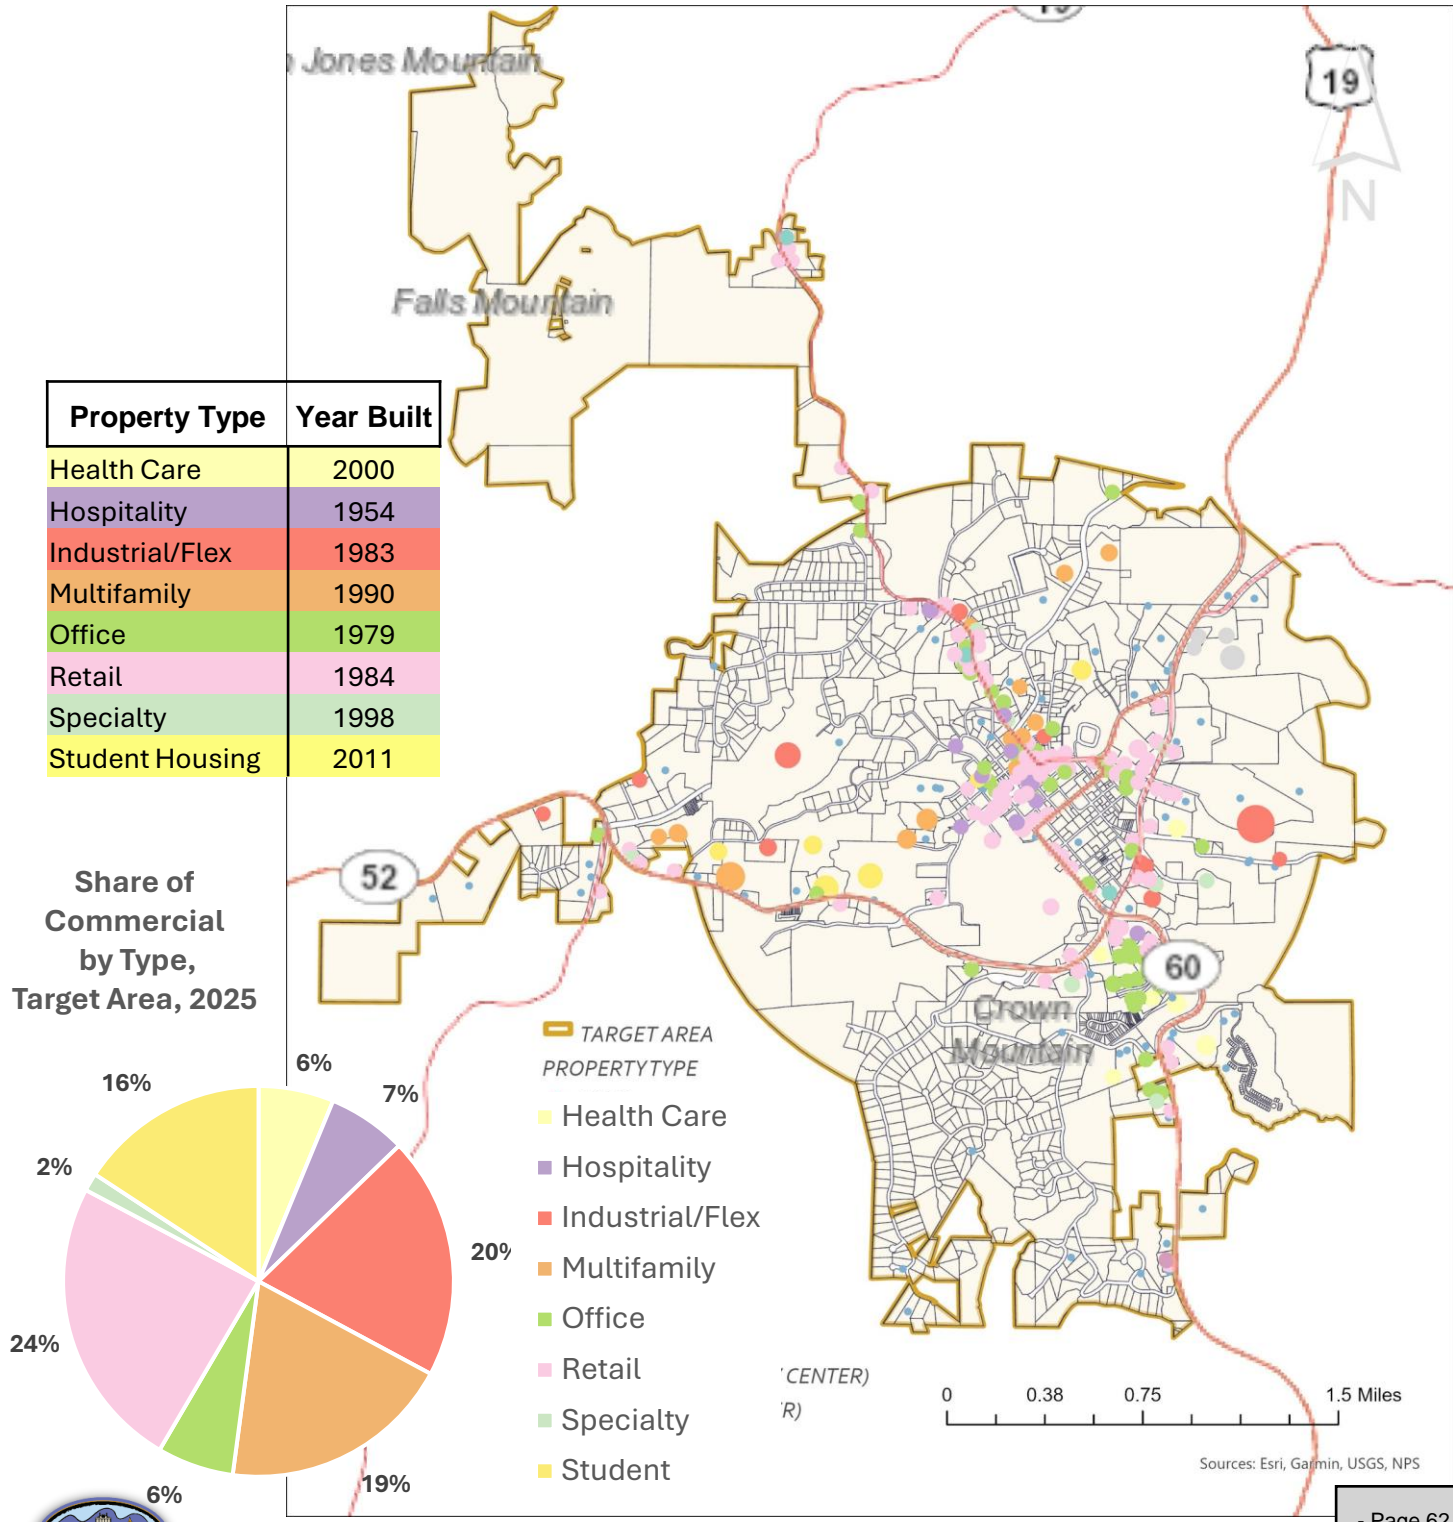 Jones Mountain
19
N
Falls Mountain
Property Type Year Built
Health Care 2000
Hospitality 1954
Industrial/Flex 1983
Multifamily 1990
Office 1979
Retail 1984
Specialty 1998
Student Housing 2011
52
60
Crown
Mountain
Share of
Commercial
by Type,
Target Area, 2025
6%
7%
20%
19%
6%
24%
2%
16%
TARGET AREA
PROPERTYTYPE
Health Care
Hospitality
Industrial/Flex
Multifamily
Office
Retail
Specialty
Student
CENTER)
R)
0 0.38 0.75 1.5 Miles
Sources: Esri, Garmin, USGS, NPS
- Page 62